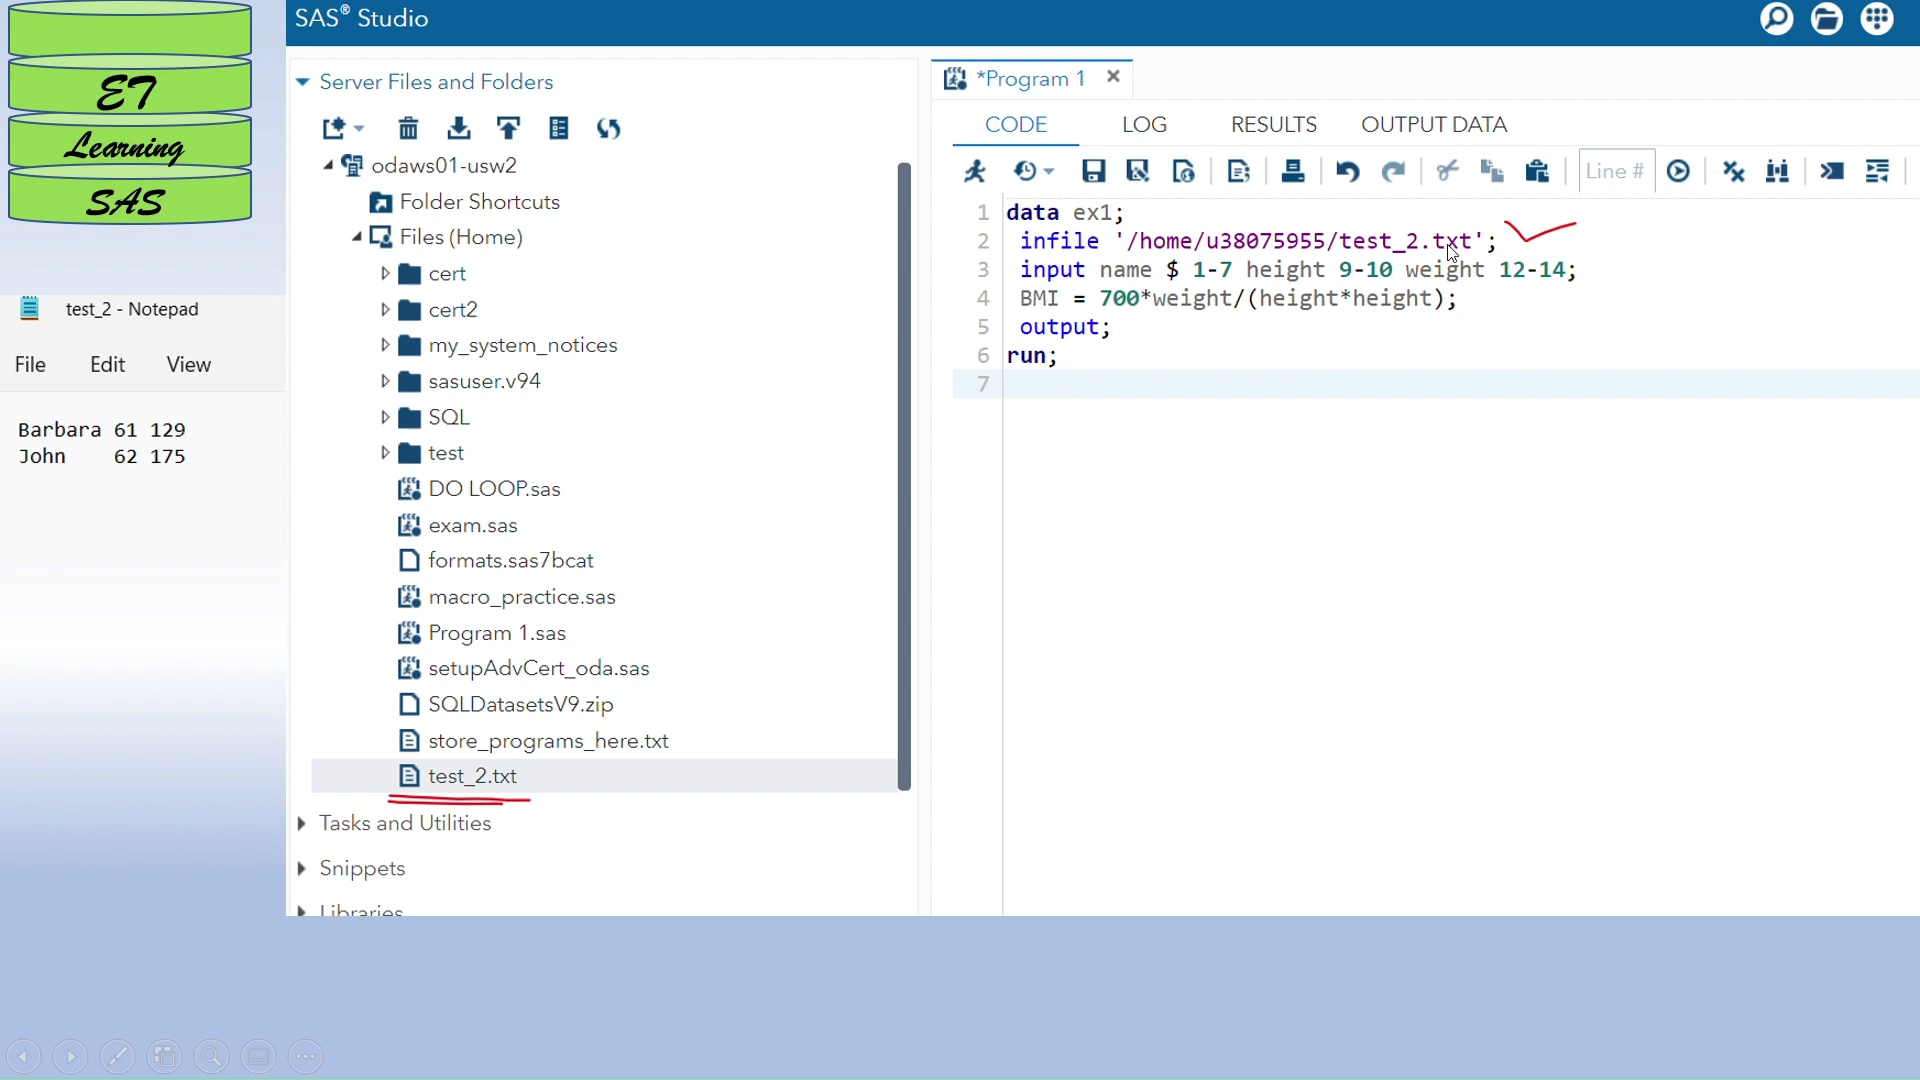 ET
Learning
SAS
test_2 - Notepad
File Edit View
Barbara 61 129
John    62 175
SAS® Studio
Server Files and Folders
odaws01-usw2
Folder Shortcuts
Files (Home)
cert
cert2
my_system_notices
sasuser.v94
SQL
test
DO LOOP.sas
exam.sas
formats.sas7bcat
macro_practice.sas
Program 1.sas
setupAdvCert_oda.sas
SQLDatasetsV9.zip
store_programs_here.txt
test_2.txt
Tasks and Utilities
Snippets
Libraries
*Program 1
CODE LOG RESULTS OUTPUT DATA
Line #
1 data ex1;
2 infile '/home/u38075955/test_2.txt';
3 input name $ 1-7 height 9-10 weight 12-14;
4 BMI = 700*weight/(height*height);
5 output;
6 run;
7